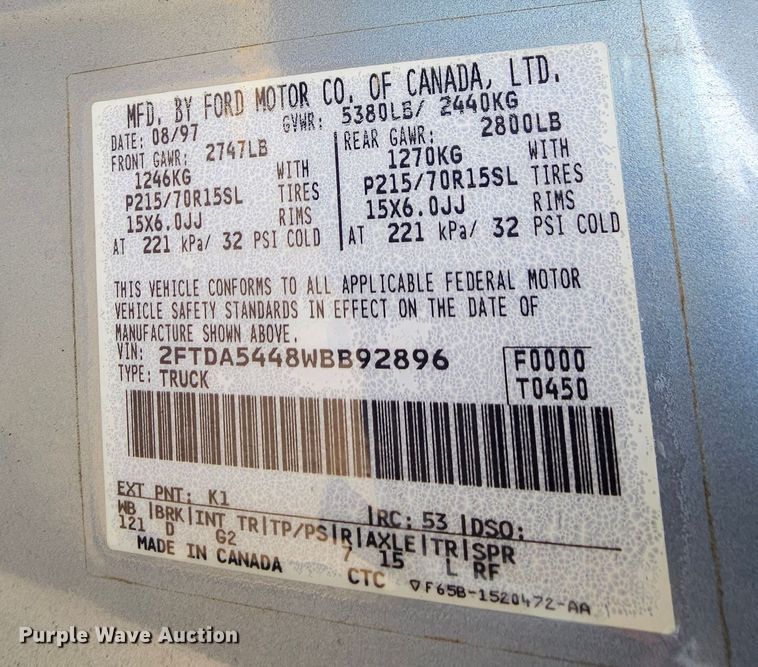 MFD. BY FORD MOTOR CO. OF CANADA, LTD.
DATE: 08/97 GVWR: 5380LB/ 2440KG
FRONT GAWR: 2747LB REAR GAWR: 2800LB
1246KG WITH 1270KG WITH
P215/70R15SL TIRES P215/70R15SL TIRES
15X6.0JJ RIMS 15X6.0JJ RIMS
AT 221 kPa/ 32 PSI COLD AT 221 kPa/ 32 PSI COLD
THIS VEHICLE CONFORMS TO ALL APPLICABLE FEDERAL MOTOR
VEHICLE SAFETY STANDARDS IN EFFECT ON THE DATE OF
MANUFACTURE SHOWN ABOVE.
VIN: 2FTDA5448WBB92896 F0000
TYPE: TRUCK T0450
EXT PNT: K1 RC: 53 DSO:
WB BRK INT TR TP/PS R AXLE TR SPR
121 D G2 7 15 L RF
MADE IN CANADA CTC F65B-1520472-AA
Purple Wave Auction